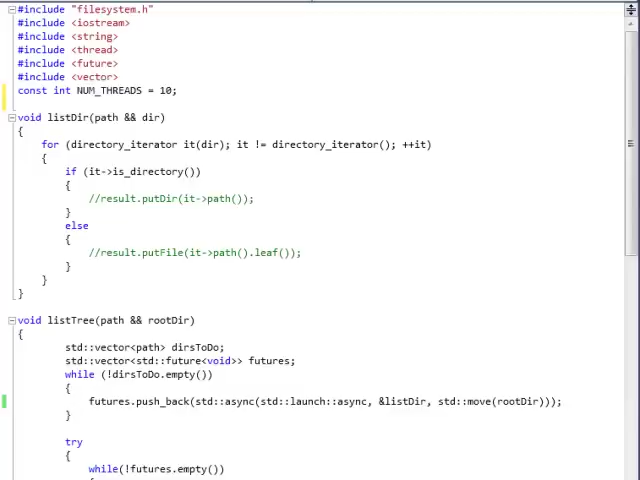 #include "filesystem.h"
#include <iostream>
#include <string>
#include <thread>
#include <future>
#include <vector>
const int NUM_THREADS = 10;
void listDir(path && dir)
{
for (directory_iterator it(dir); it != directory_iterator(); ++it)
{
if (it->is_directory())
{
//result.putDir(it->path());
}
else
{
//result.putFile(it->path().leaf());
}
}
}
void listTree(path && rootDir)
{
std::vector<path> dirsToDo;
std::vector<std::future<void>> futures;
while (!dirsToDo.empty())
{
futures.push_back(std::async(std::launch::async, &listDir, std::move(rootDir)));
}
try
{
while(!futures.empty())
{